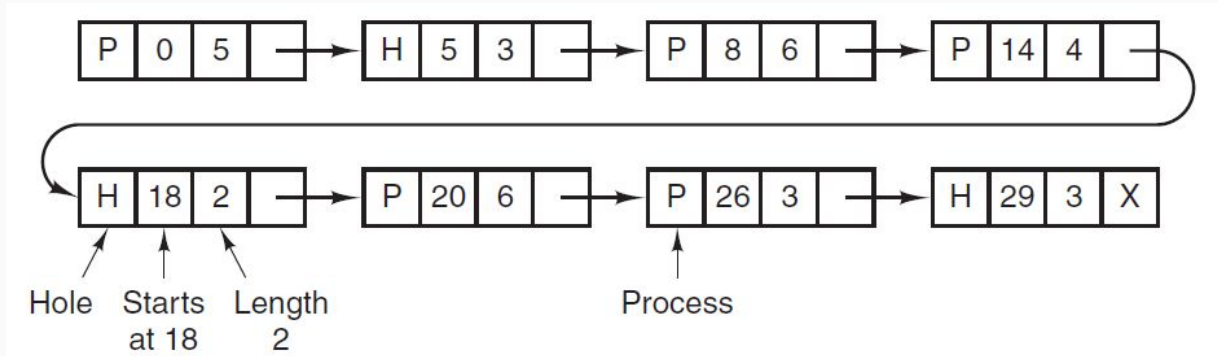 P 0 5 H 5 3 P 8 6 P 14 4
H 18 2 P 20 6 P 26 3 H 29 3 X
Hole Starts Length Process
at 18 2